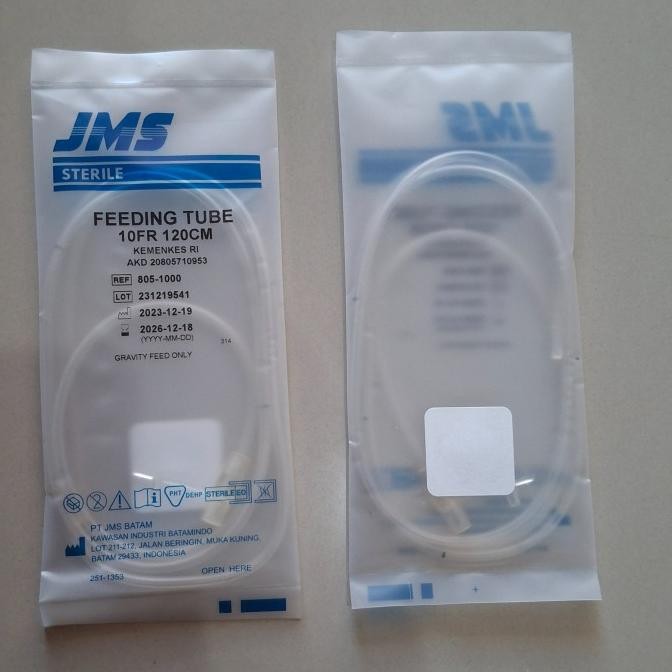 JMS
STERILE
FEEDING TUBE
10FR 120CM
KEMENKES RI
AKD 20805710953
REF 805-1000
LOT 231219541
2023-12-19
2026-12-18
(YYYY-MM-DD)
314
GRAVITY FEED ONLY
PHT DEHP STERILE EO
PT JMS BATAM
KAWASAN INDUSTRI BATAMINDO
LOT 211-212, JALAN BERINGIN, MUKA KUNING,
BATAM 29433, INDONESIA
251-1353 OPEN HERE
JMS